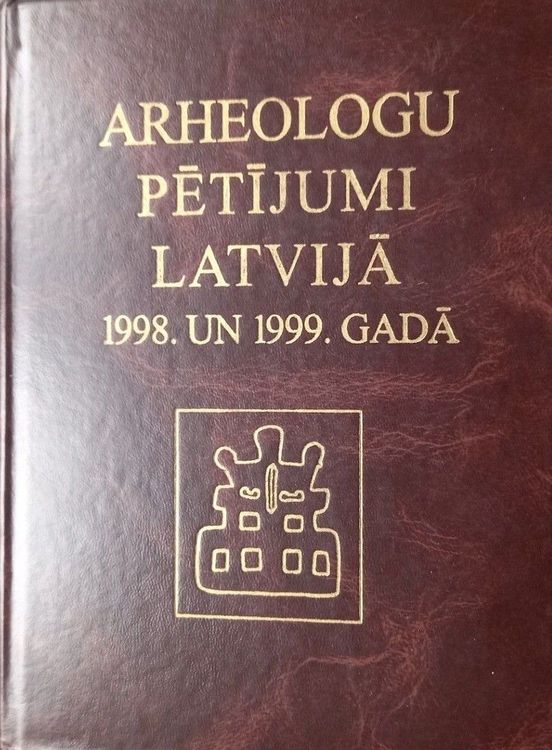 ARHEOLOGU
PĒTĪJUMI
LATVIJĀ
1998. UN 1999. GADĀ